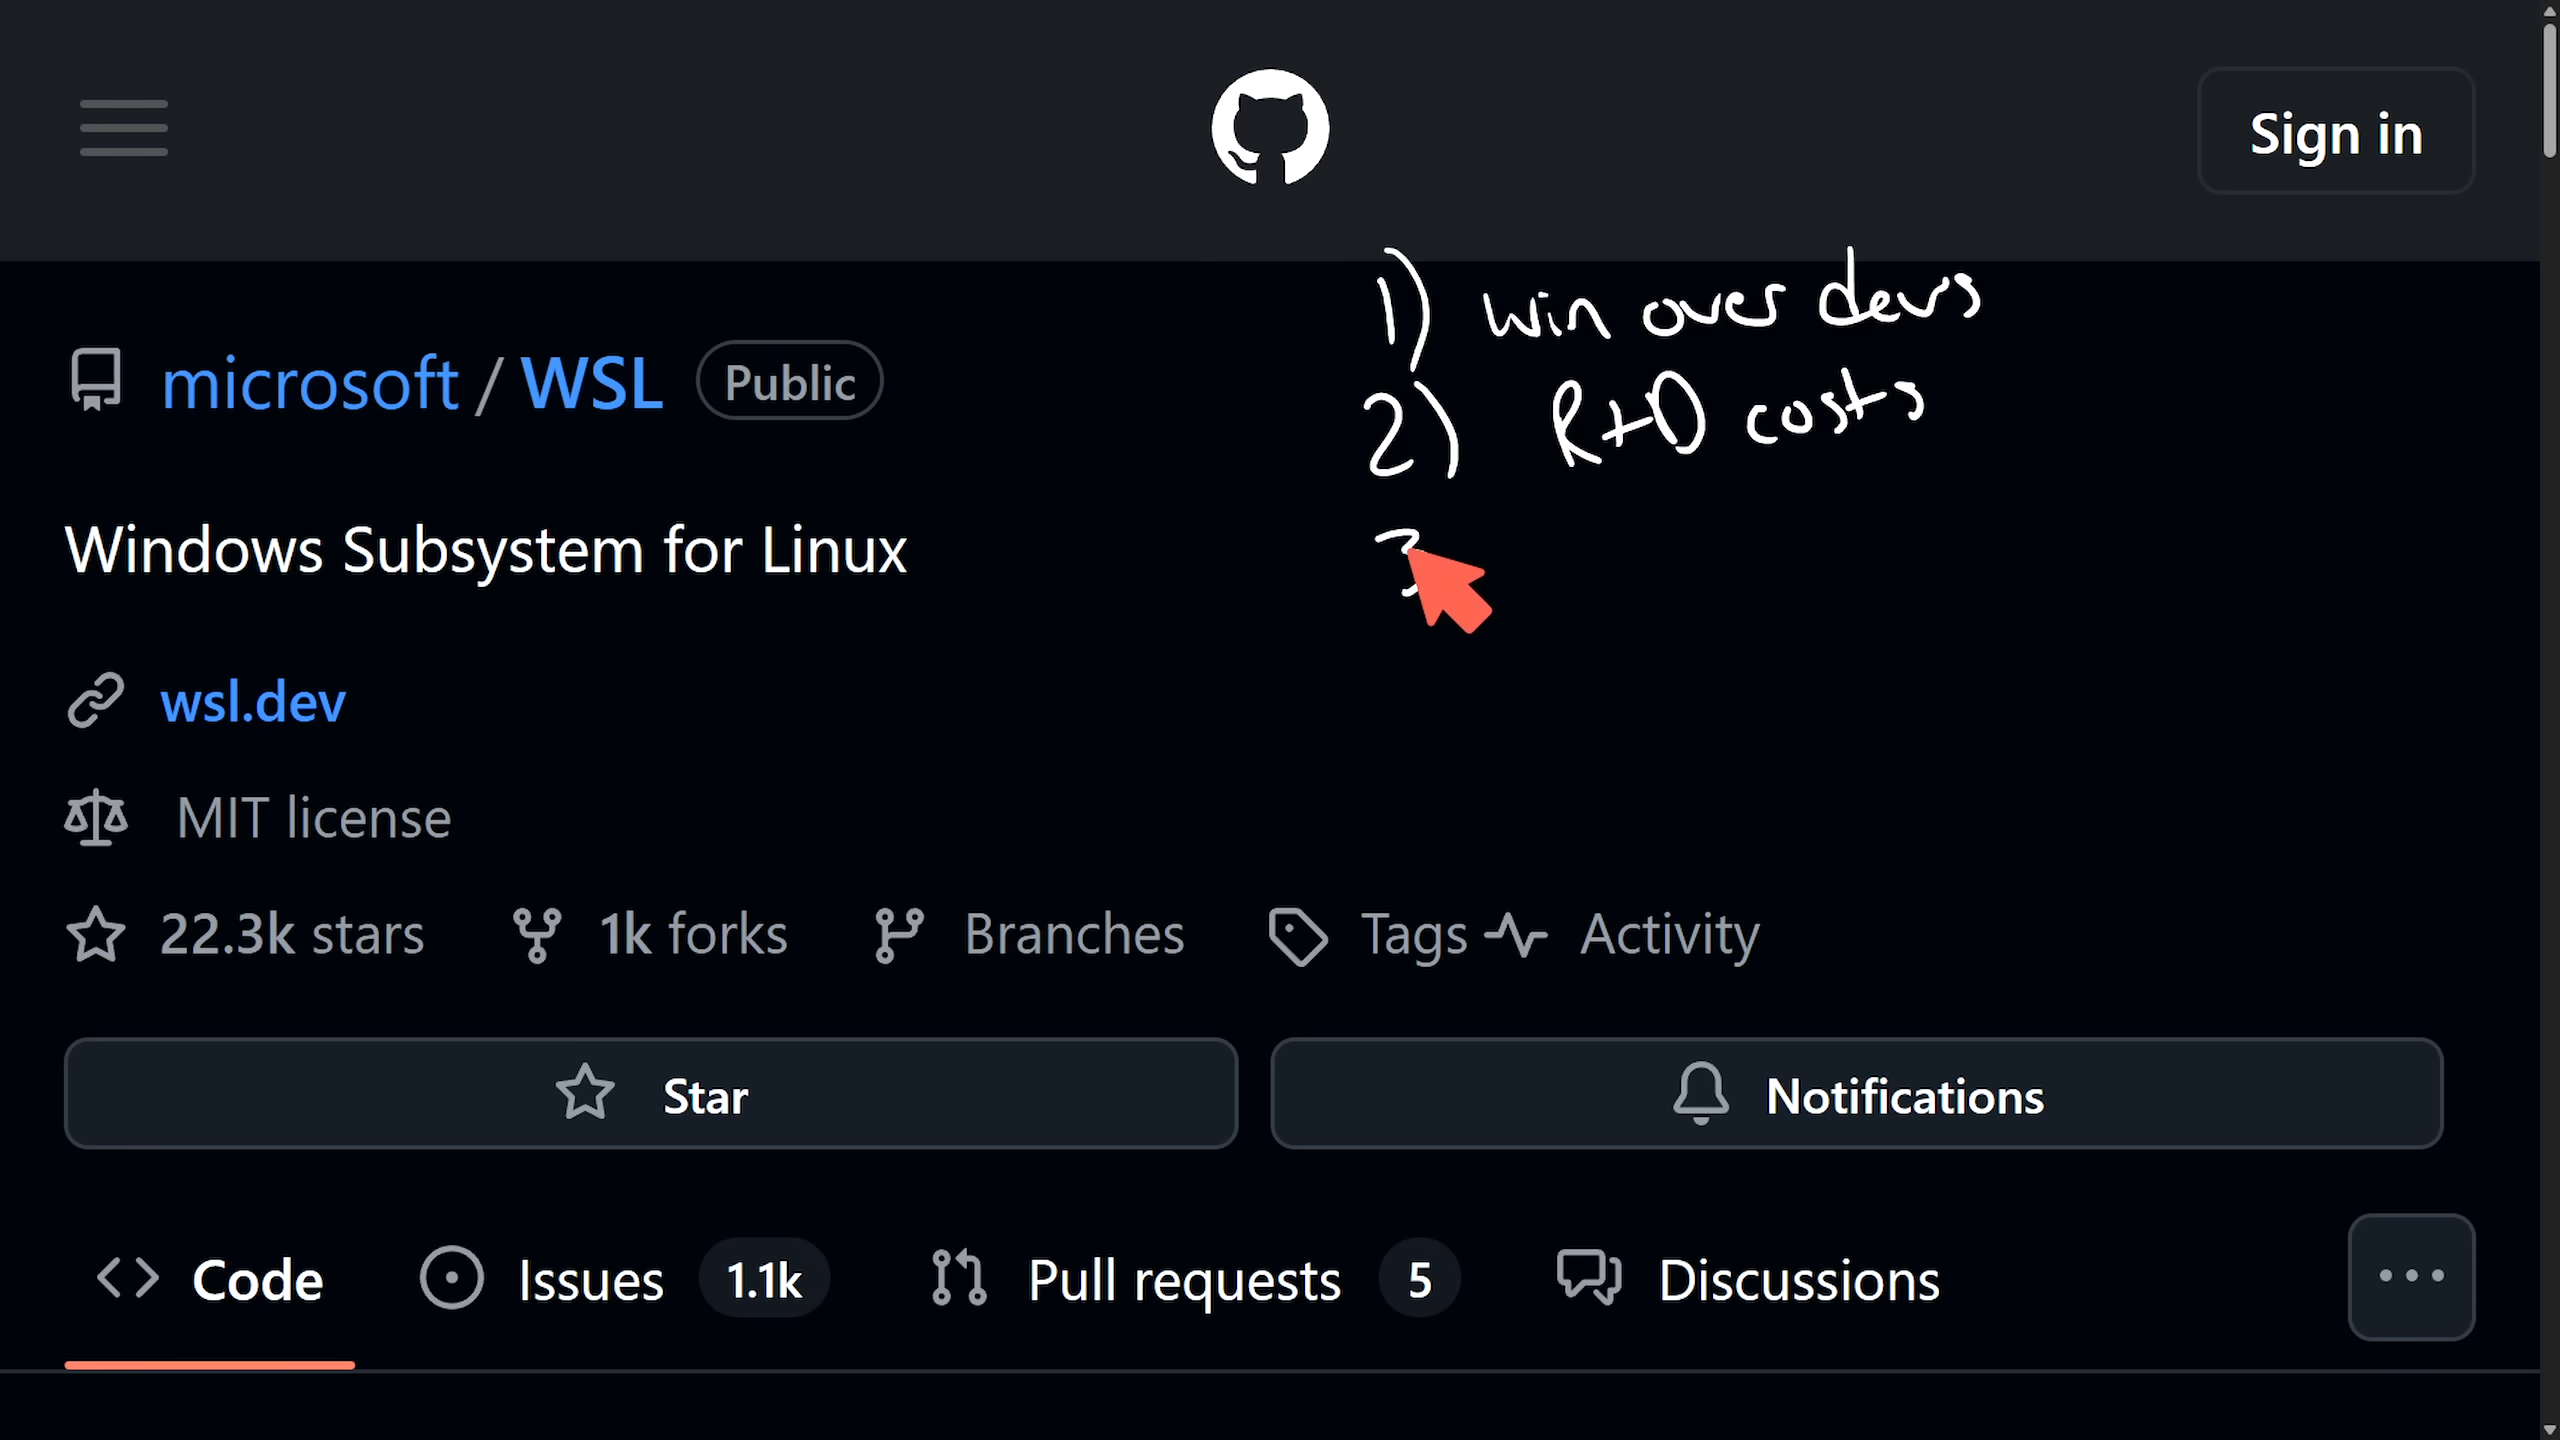 Sign in
1) win over devs
microsoft / WSL Public
2) R+D costs
Windows Subsystem for Linux
3
wsl.dev
MIT license
22.3k stars 1k forks Branches Tags Activity
Star Notifications
Code Issues 1.1k Pull requests 5 Discussions